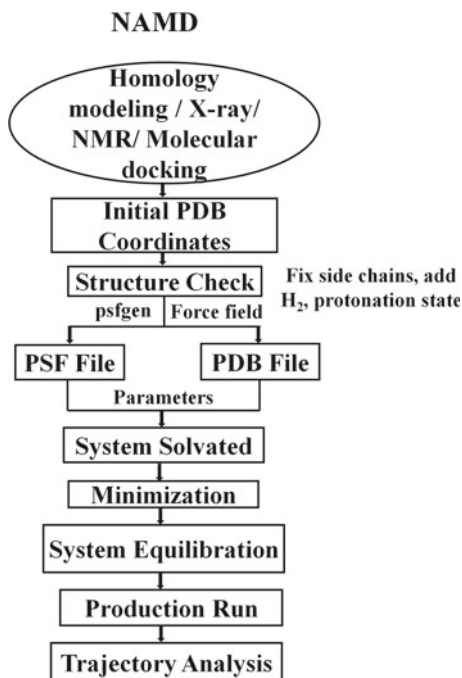 NAMD
Homology
modeling / X-ray/
NMR/ Molecular
docking
Initial PDB
Coordinates
Structure Check
Fix side chains, add
H₂, protonation state
psfgen
Force field
PSF File
PDB File
Parameters
System Solvated
Minimization
System Equilibration
Production Run
Trajectory Analysis